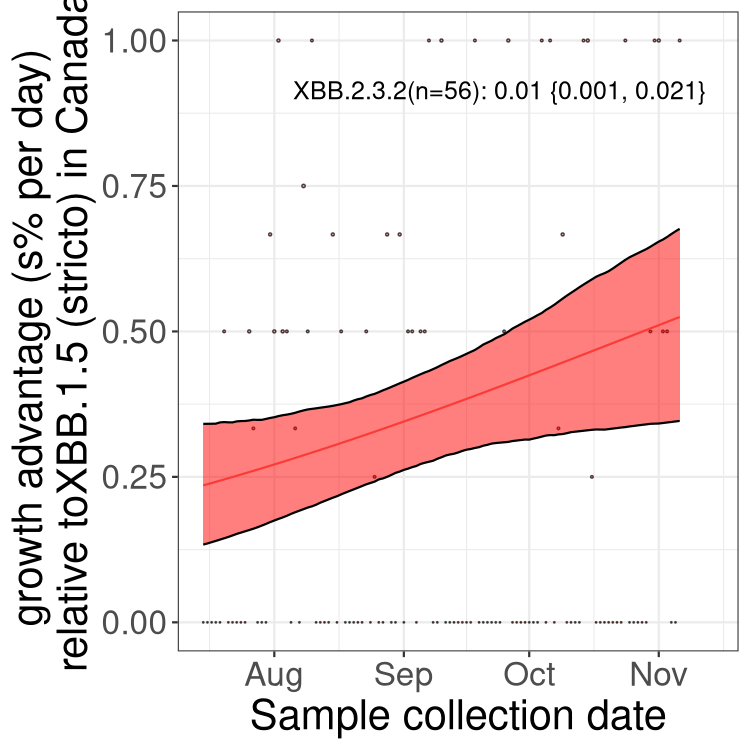 growth advantage (s% per day)
relative toXBB.1.5 (stricto) in Canada
1.00
0.75
0.50
0.25
0.00
XBB.2.3.2(n=56): 0.01 {0.001, 0.021}
Aug Sep Oct Nov
Sample collection date